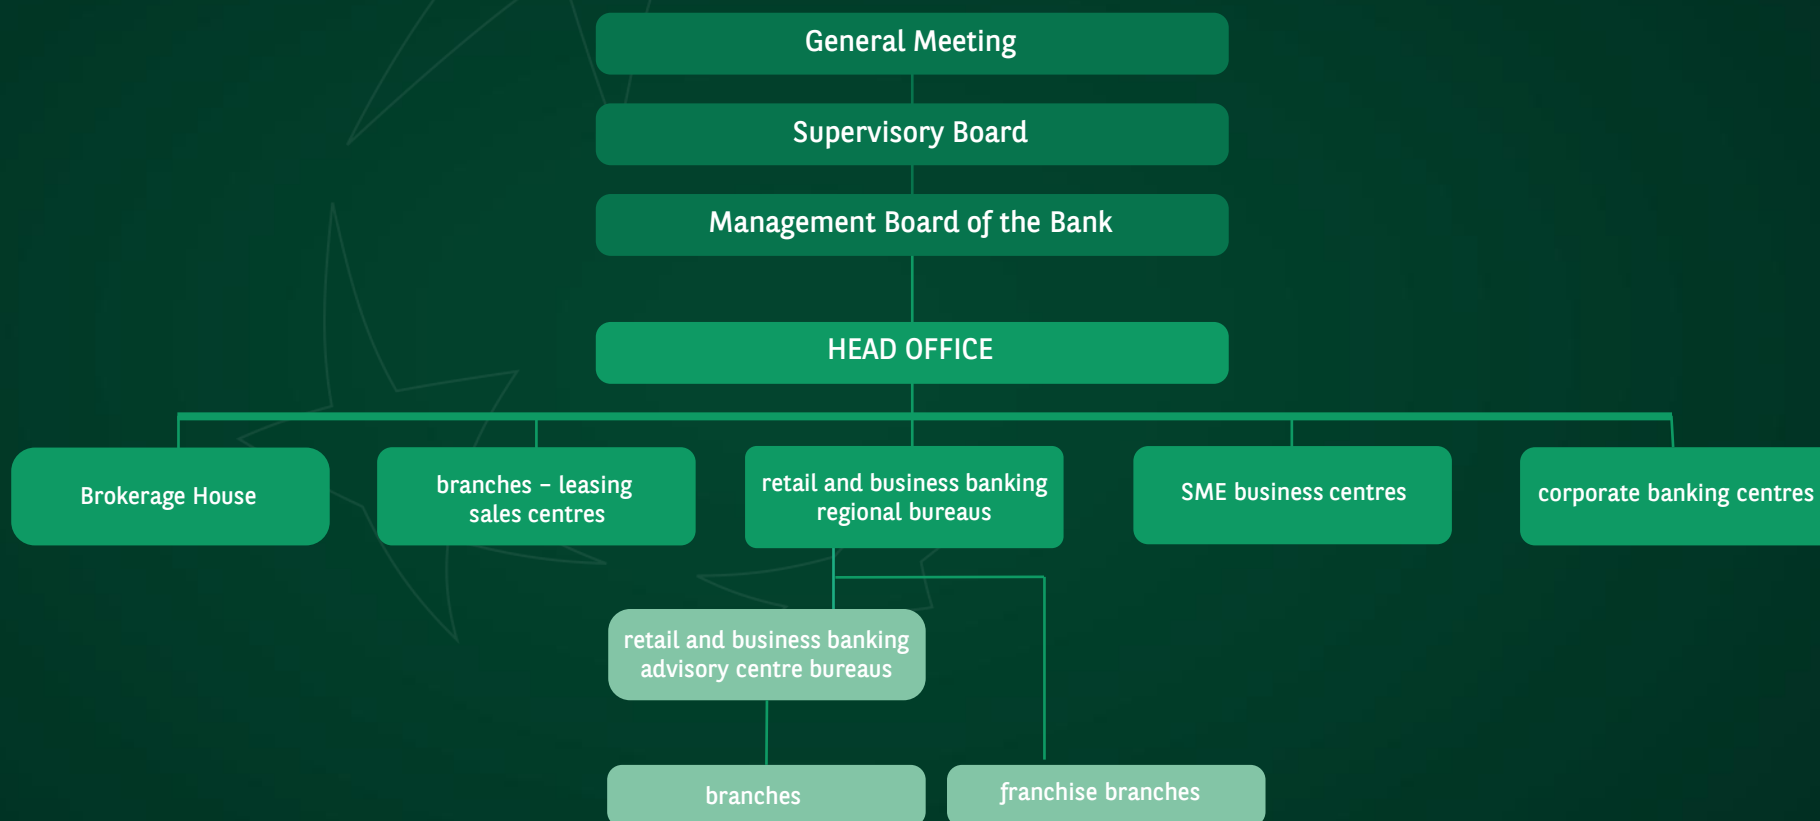 General Meeting
Supervisory Board
Management Board of the Bank
HEAD OFFICE
Brokerage House
branches – leasing
sales centres
retail and business banking
regional bureaus
SME business centres
corporate banking centres
retail and business banking
advisory centre bureaus
branches
franchise branches